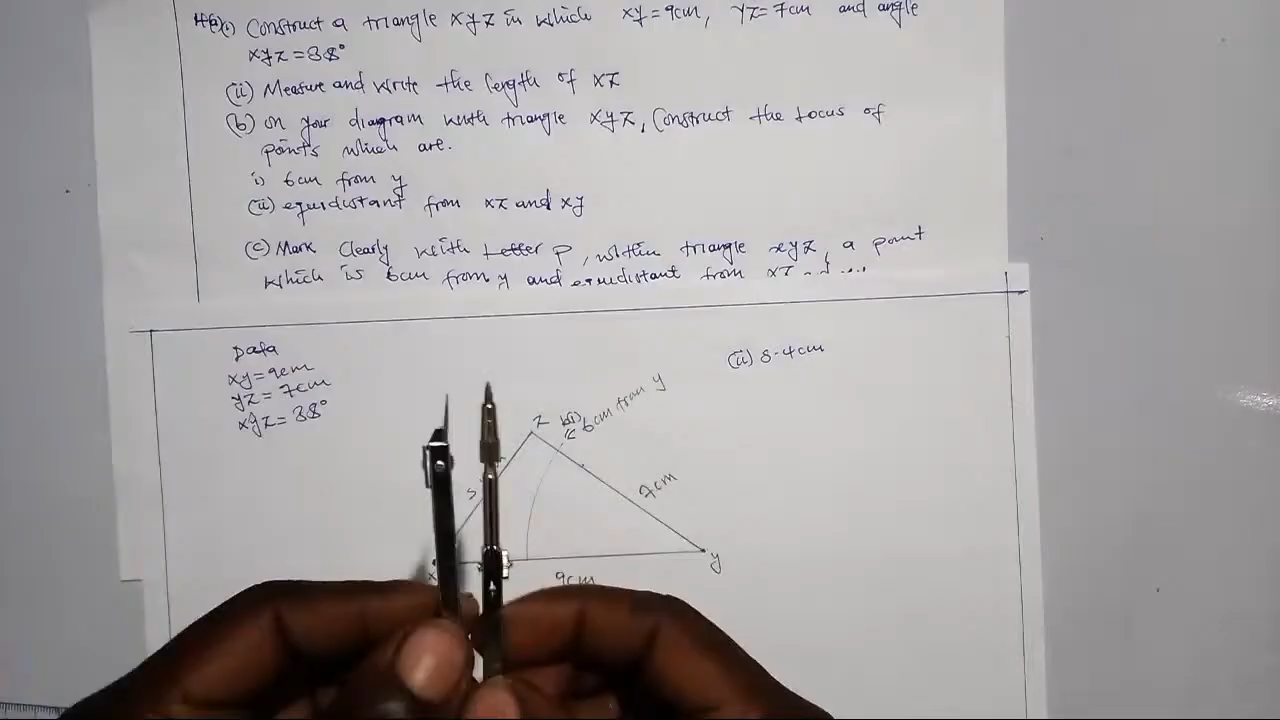 4(a)i) Construct a triangle XYZ in which XY = 9cm, YZ = 7cm and angle
XYZ = 38°
(ii) Measure and write the length of XZ
(b) on your diagram with triangle XYZ, Construct the locus of
points which are.
i) 6cm from y
(ii) equidistant from XZ and XY
(c) Mark Clearly with Letter P, within triangle XYZ, a point
which is 6cm from y and equidistant from XZ
Data
XY = 9cm
YZ = 7cm
XYZ = 38°
(ii) 5.4cm
Z
6cm from y
7cm
5
X
y
9cm